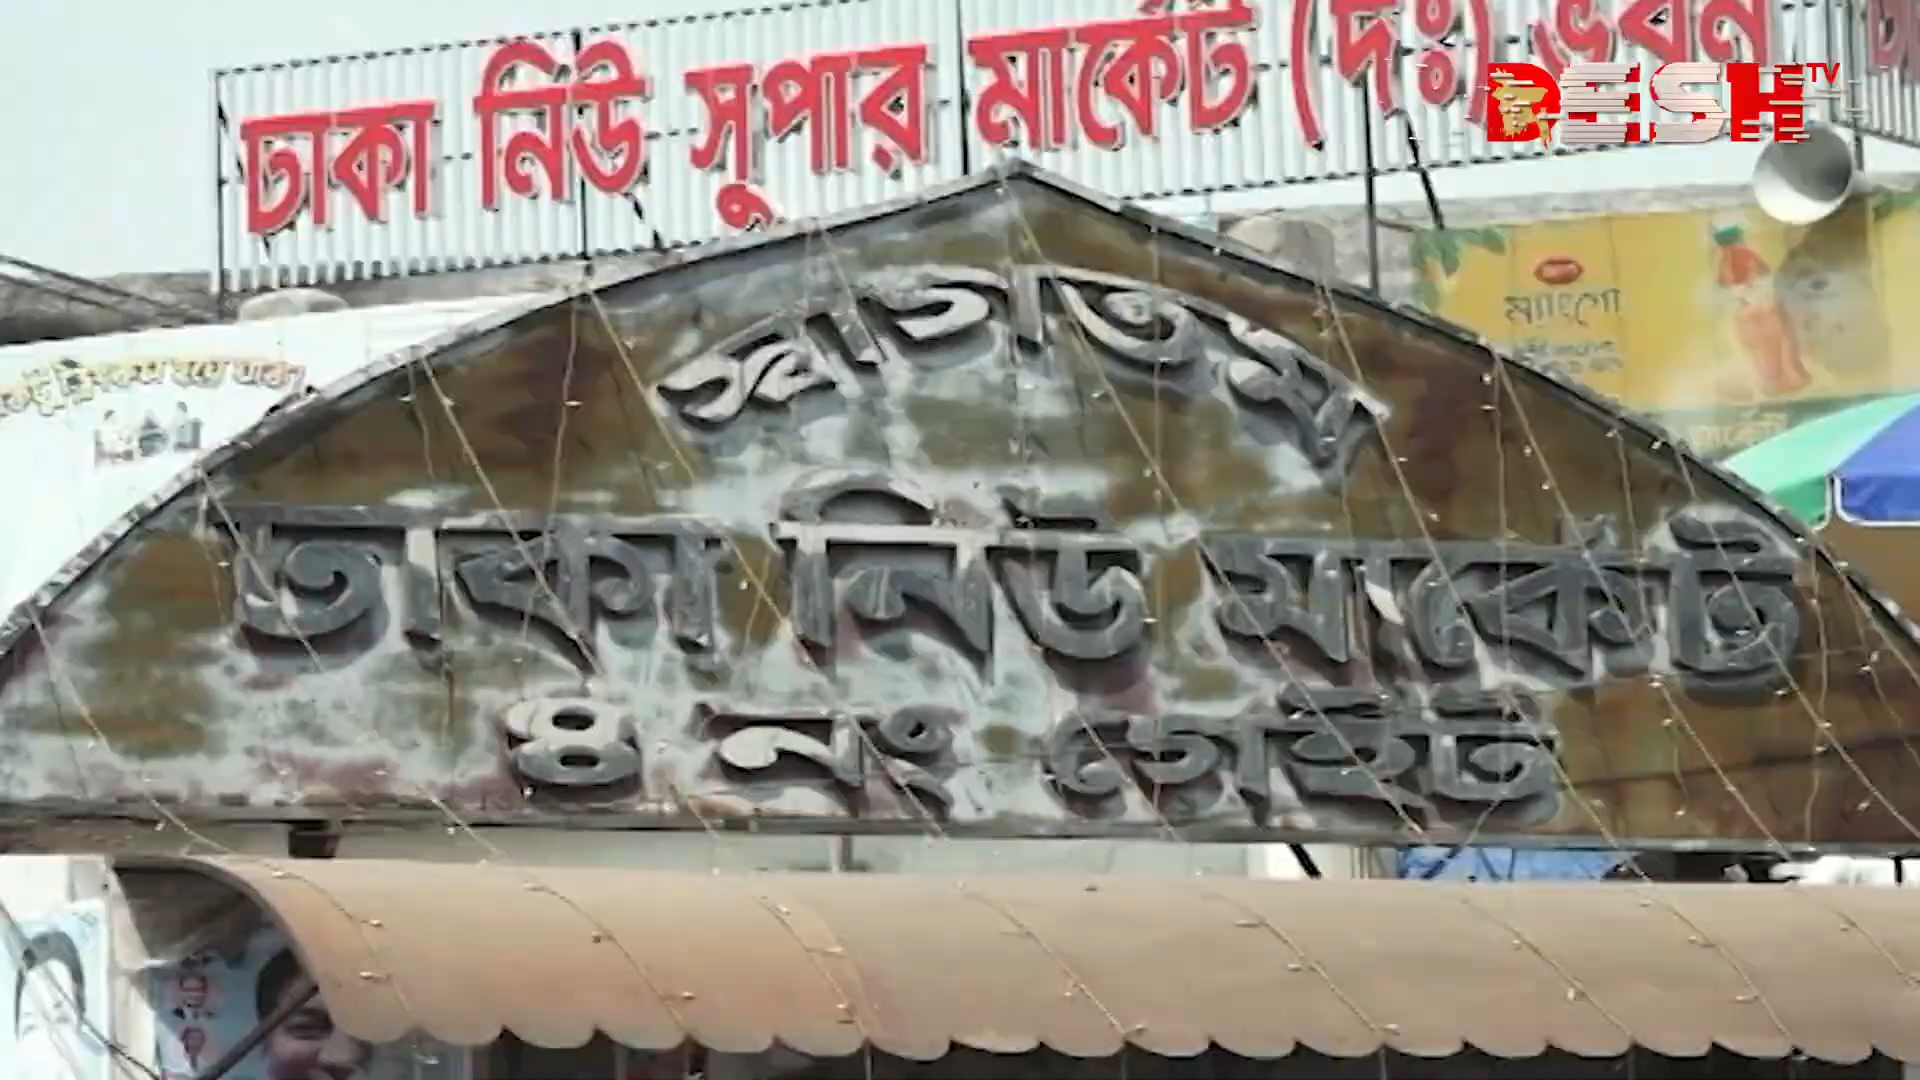 ঢাকা নিউ সুপার মার্কেট (দঃ) ভবন
DESH TV
স্বাগতম
ম্যাংগো
ঢাকা নিউ মার্কেট
৪ নং গেইট